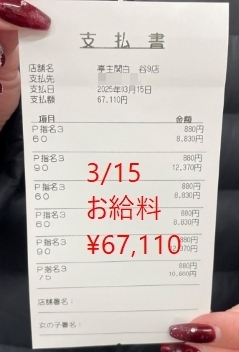 支払書
店舗名 亭主関白 谷9店
支払先
支払日 2025年03月15日
支払額 67,110円
項目 金額
P指名3 880円
60 8,830円
P指名3 880円
90 12,370円
P指名3 880円
60 8,830円
P指名3 880円
60 8,830円
P指名3 880円
90 12,370円
P指名3 880円
75
3/15
お給料
¥67,110
店舗署名:
女の子署名: